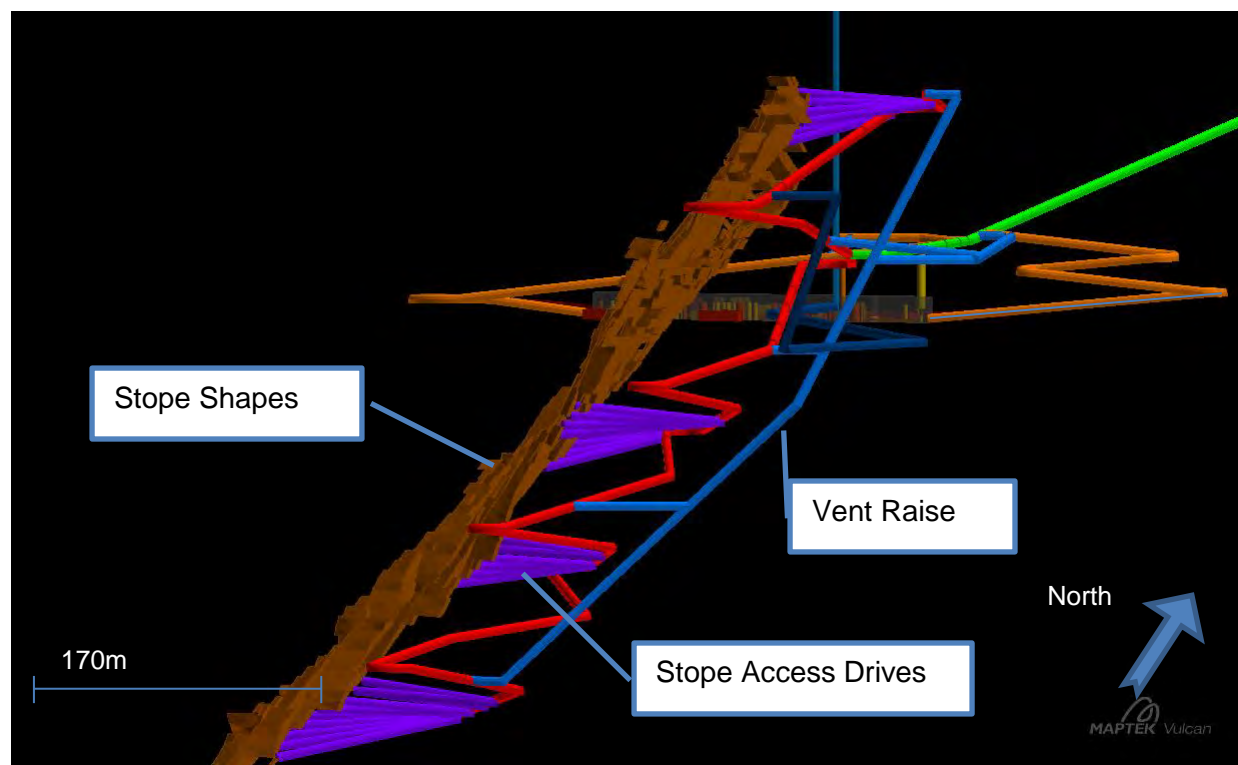 Stope Shapes
Vent Raise
North
170m
Stope Access Drives
MAPTEK Vulcan